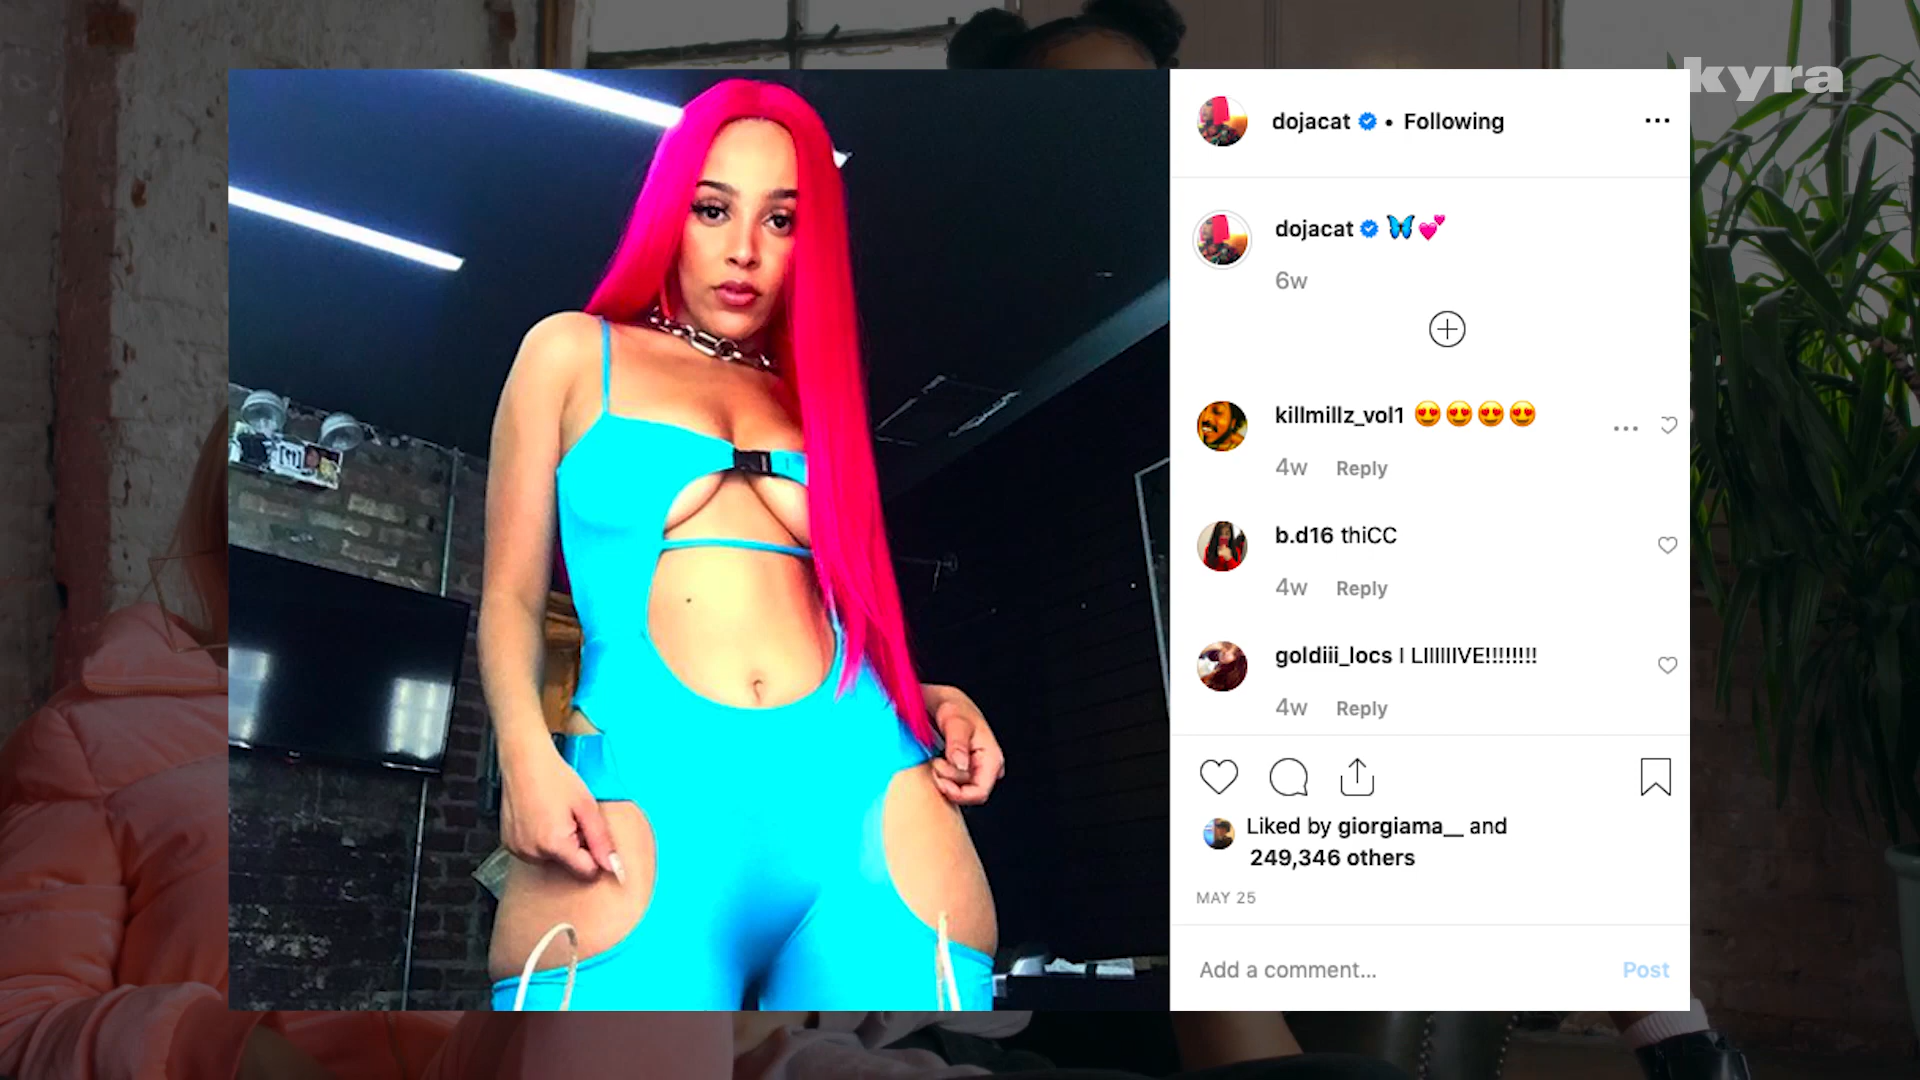 kyra
dojacat • Following
dojacat 🦋💕
6w
killmillz_vol1 😍😍😍😍
4w Reply
b.d16 thiCC
4w Reply
goldiii_locs I LIIIIIIVE!!!!!!!!
4w Reply
Liked by giorgiama__ and
249,346 others
MAY 25
Add a comment... Post